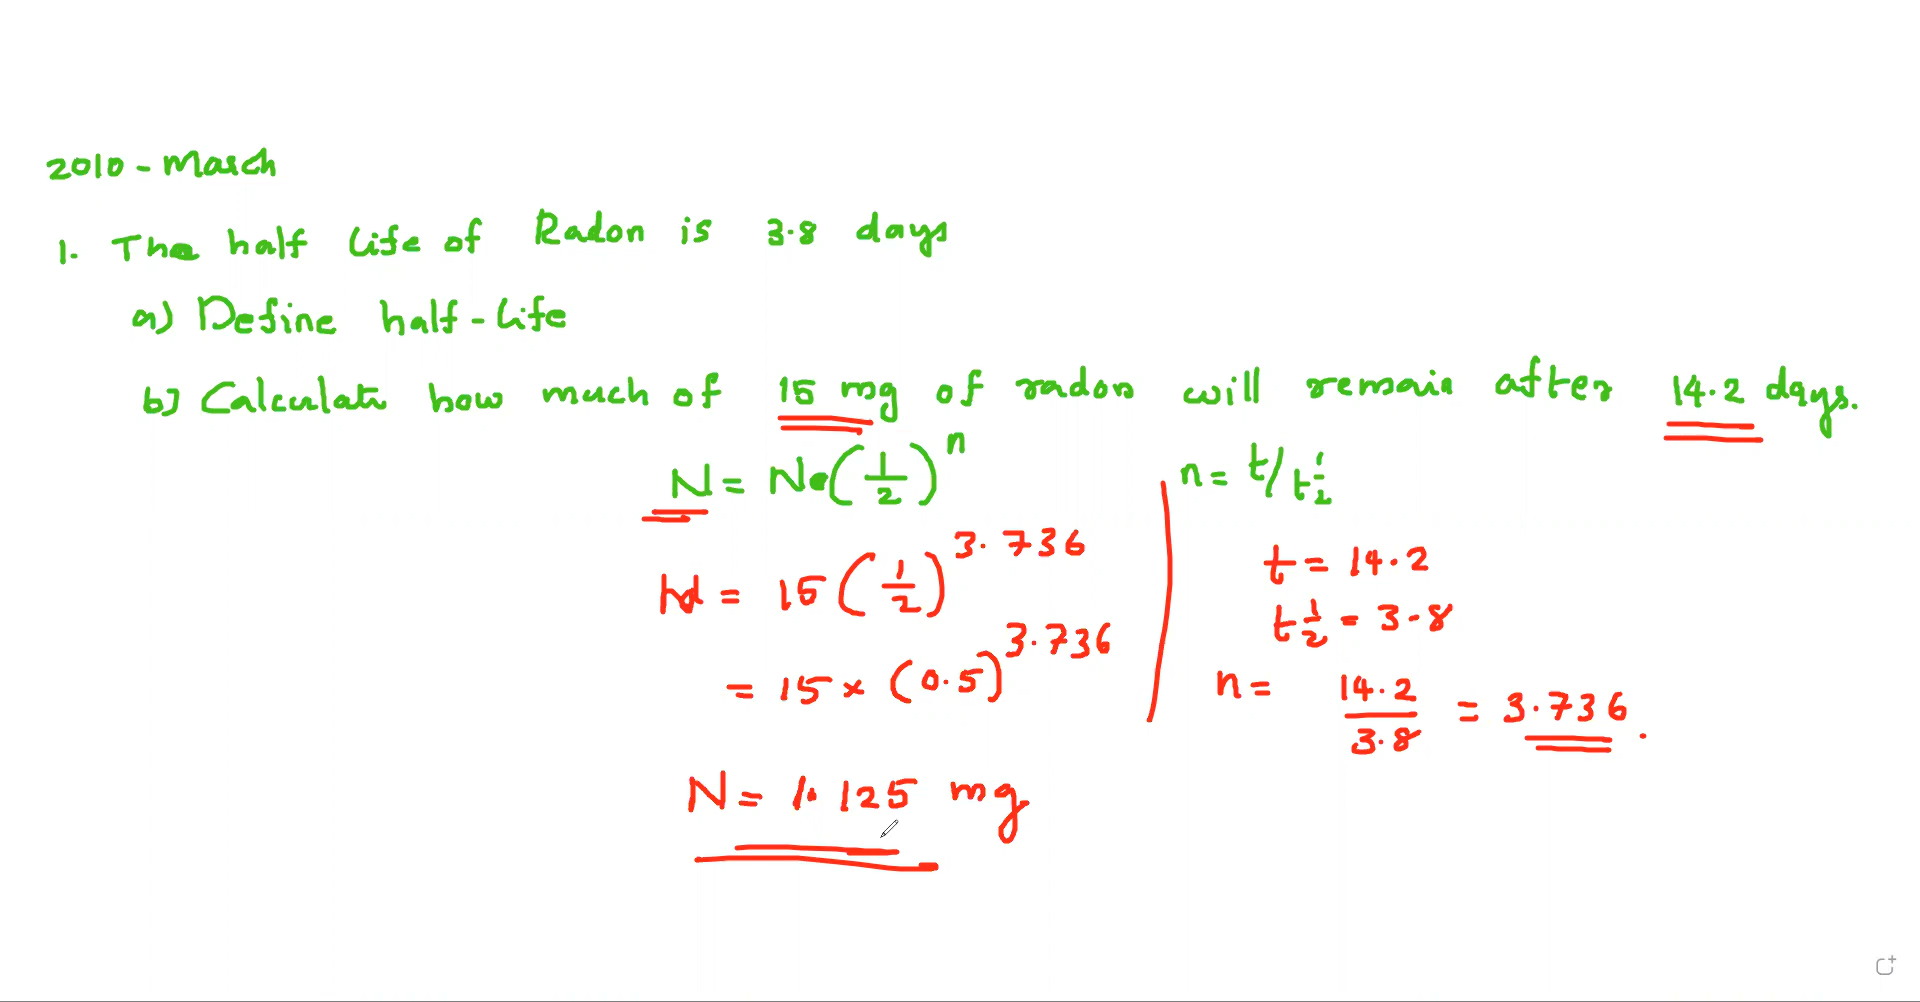 2010 - March
1. The half life of Radon is 3.8 days
a) Define half-life
b) Calculate how much of 15 mg of radon will remain after 14.2 days.
N = No(1/2)^n
n = t/t1/2
= 15(1/2)^3.736
t = 14.2
t1/2 = 3.8
= 15 × (0.5)^3.736
n = 14.2/3.8 = 3.736.
N = 1.125 mg